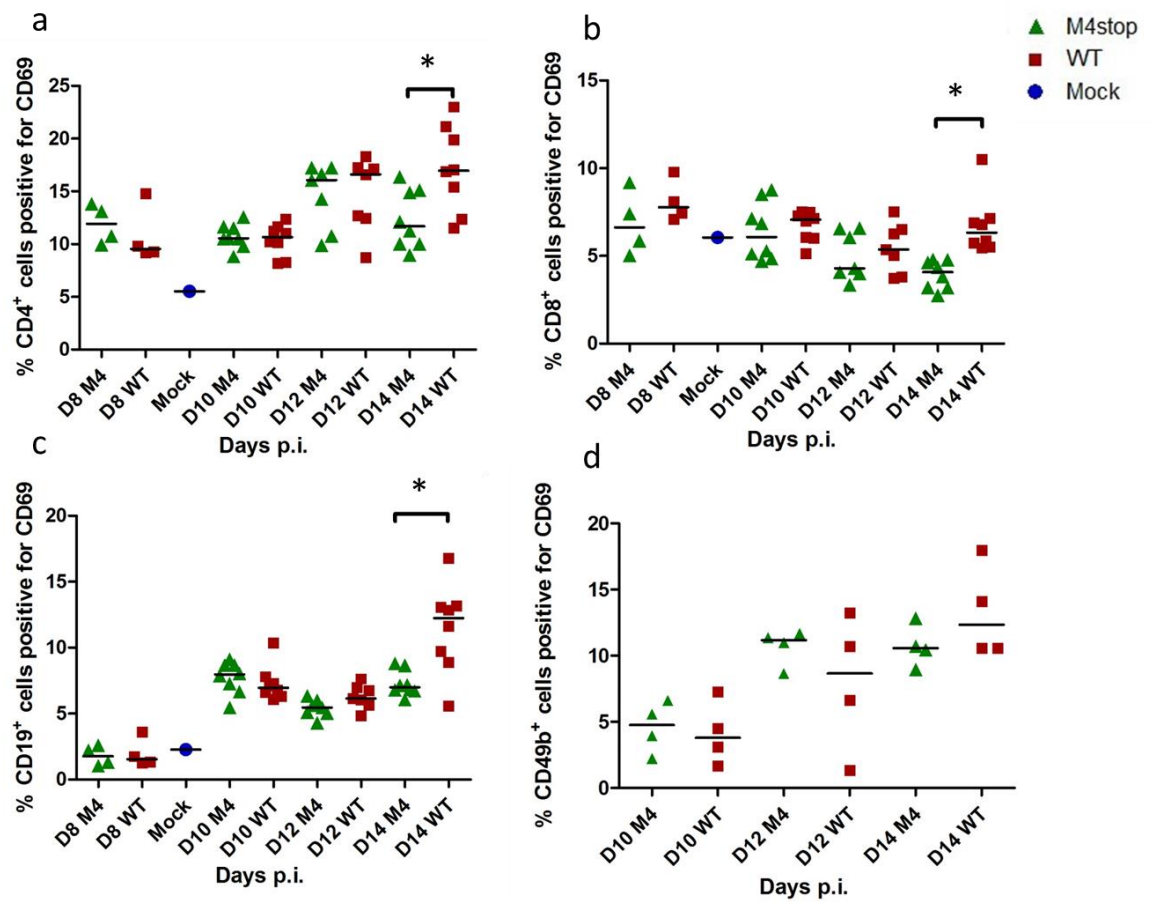 a
b
M4stop
WT
Mock
*
*
% CD4+ cells positive for CD69
25
20
15
10
5
0
D8 M4
D8 WT
Mock
D10 M4
D10 WT
D12 M4
D12 WT
D14 M4
D14 WT
Days p.i.
% CD8+ cells positive for CD69
15
10
5
0
D8 M4
D8 WT
Mock
D10 M4
D10 WT
D12 M4
D12 WT
D14 M4
D14 WT
Days p.i.
c
d
*
% CD19+ cells positive for CD69
20
15
10
5
0
D8 M4
D8 WT
Mock
D10 M4
D10 WT
D12 M4
D12 WT
D14 M4
D14 WT
Days p.i.
% CD49b+ cells positive for CD69
20
15
10
5
0
D10 M4
D10 WT
D12 M4
D12 WT
D14 M4
D14 WT
Days p.i.